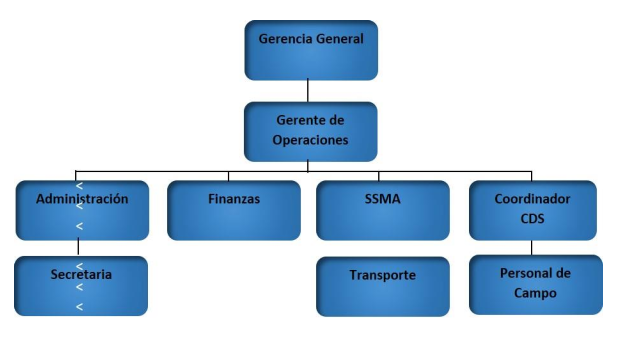 Gerencia General
Gerente de
Operaciones
<
Administración
<
<
Finanzas
SSMA
Coordinador
CDS
<
Secretaria
<
<
Transporte
Personal de
Campo